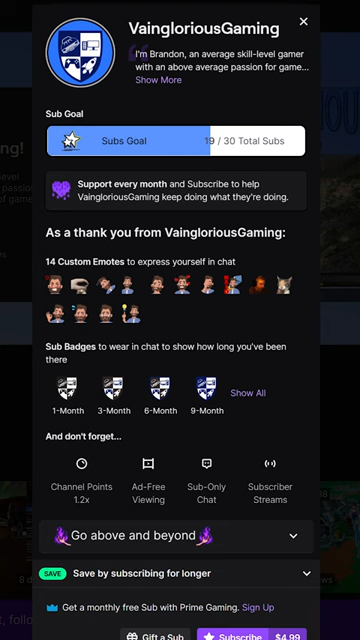 VaingloriousGaming
I'm Brandon, an average skill-level gamer
with an above average passion for game...
Show More
Sub Goal
Subs Goal
19 / 30 Total Subs
Support every month and Subscribe to help
VaingloriousGaming keep doing what they're doing.
As a thank you from VaingloriousGaming:
14 Custom Emotes to express yourself in chat
Sub Badges to wear in chat to show how long you've been
there
1-Month
3-Month
6-Month
9-Month
Show All
And don't forget...
Channel Points
1.2x
Ad-Free
Viewing
Sub-Only
Chat
Subscriber
Streams
Go above and beyond
SAVE
Save by subscribing for longer
Get a monthly free Sub with Prime Gaming. Sign Up
Gift a Sub
Subscribe
$4.99